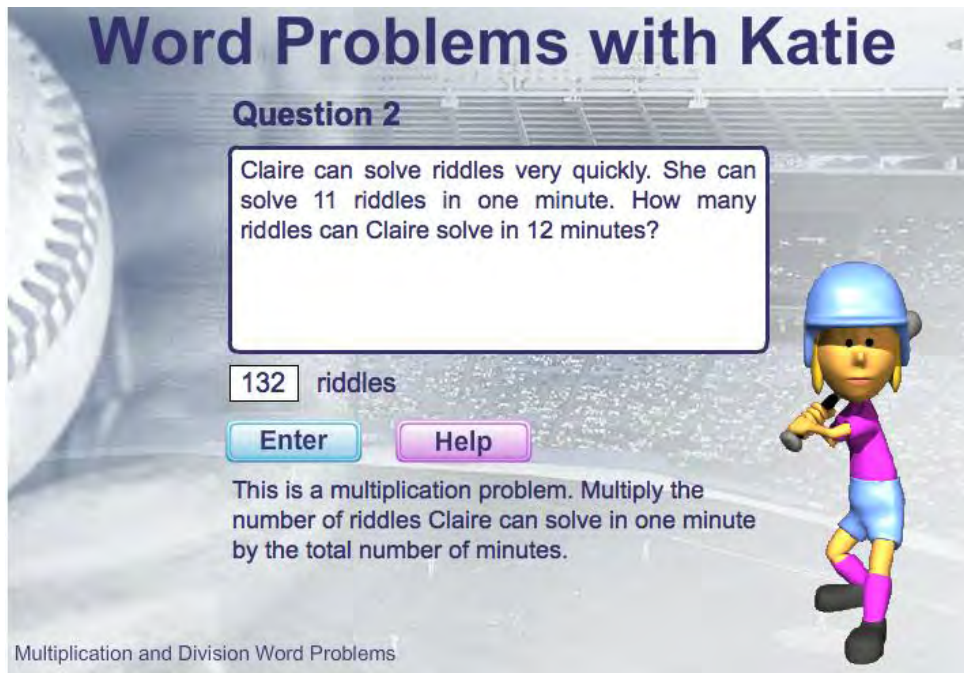 Word Problems with Katie
Question 2
Claire can solve riddles very quickly. She can
solve 11 riddles in one minute. How many
riddles can Claire solve in 12 minutes?
132 riddles
Enter Help
This is a multiplication problem. Multiply the
number of riddles Claire can solve in one minute
by the total number of minutes.
Multiplication and Division Word Problems